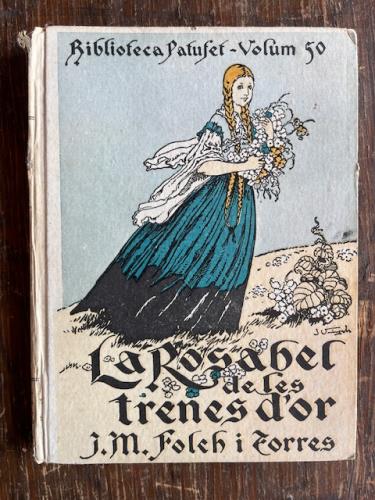 Biblioteca Patufet-Volum 50
La Rosabel
de les
trenes d'or
J.M. Folch i Torres